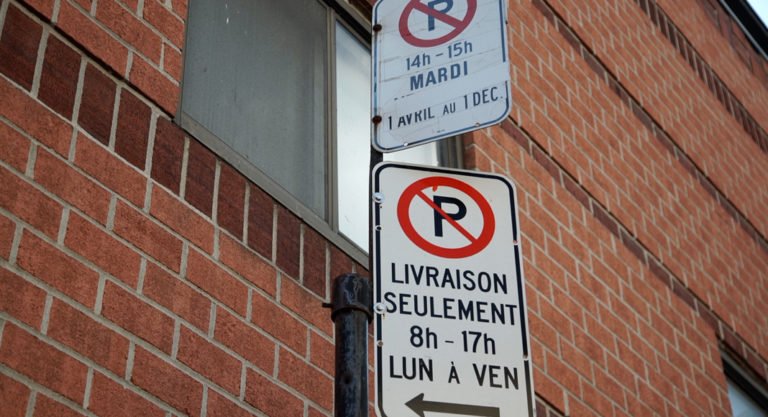 P
14h - 15h
MARDI
1 AVRIL AU 1 DEC.
P
LIVRAISON
SEULEMENT
8h - 17h
LUN À VEN